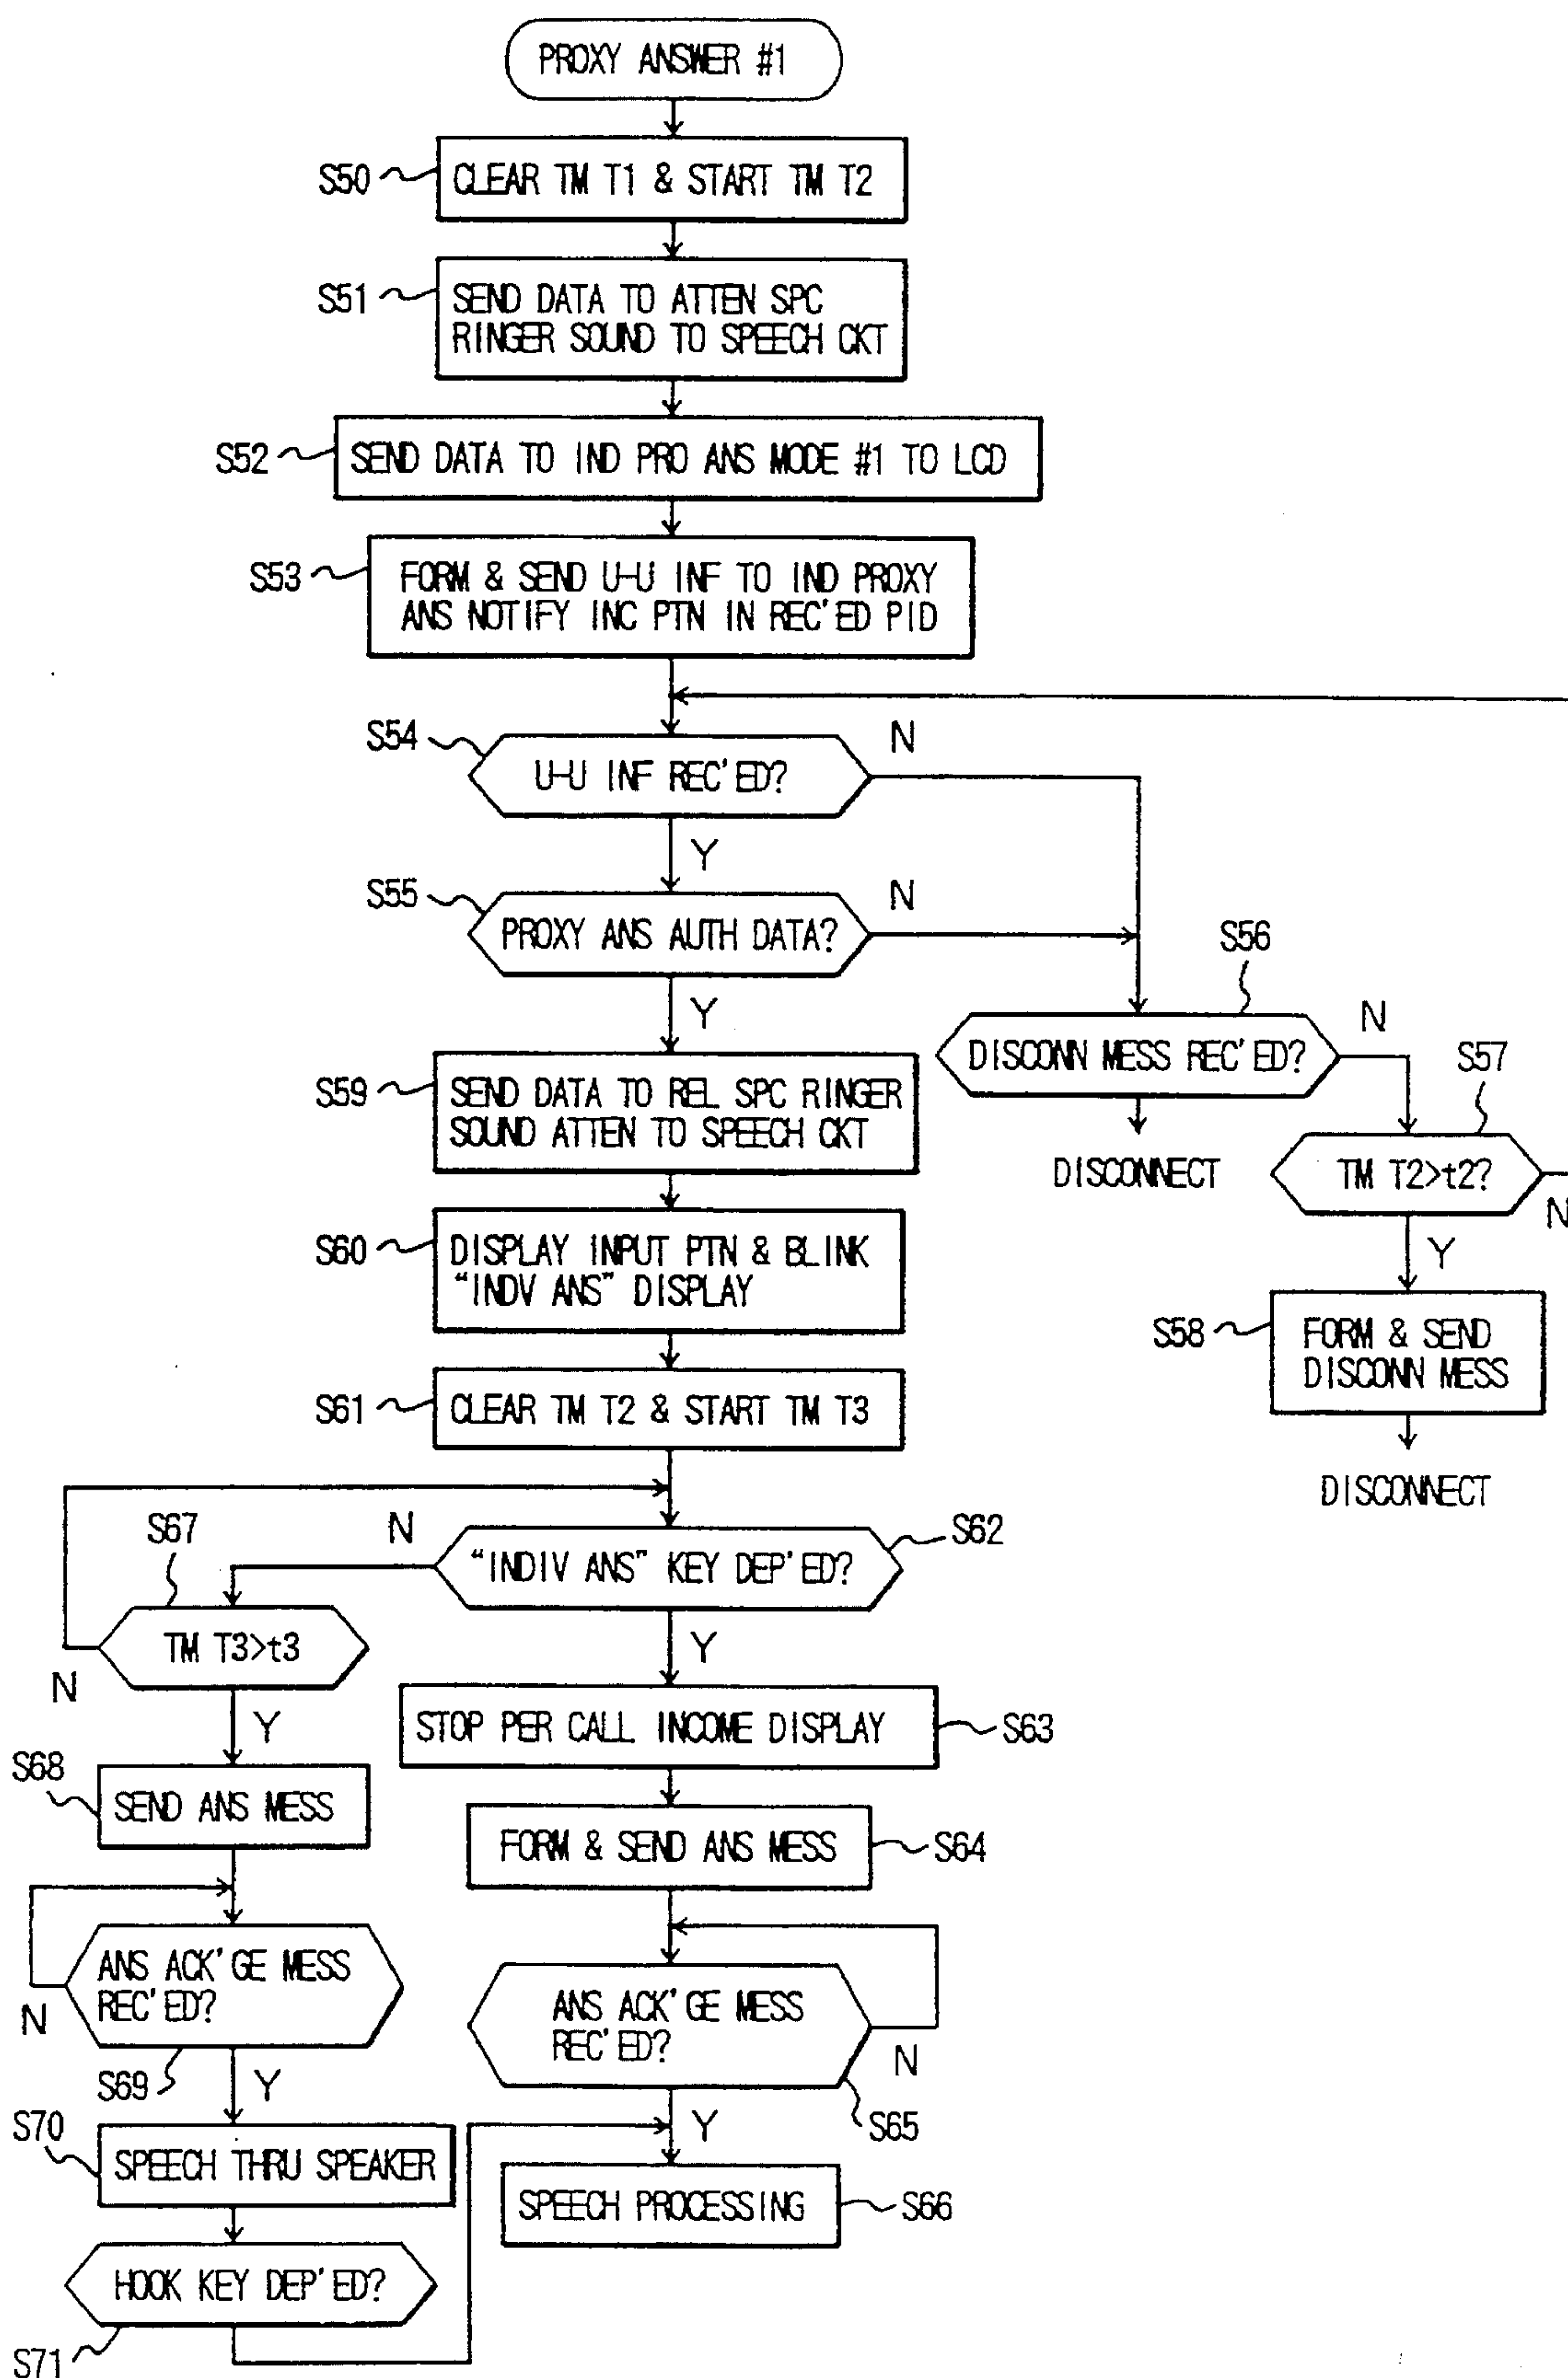 PROXY ANSWER #1
S50
CLEAR TM T1 & START TM T2
S51
SEND DATA TO ATTEN SPC
RINGER SOUND TO SPEECH CKT
S52
SEND DATA TO IND PRO ANS MODE #1 TO LCD
S53
FORM & SEND U-U INF TO IND PROXY
ANS NOTIFY INC PTN IN REC'ED PID
S54
N
U-U INF REC'ED?
Y
S55
N
PROXY ANS AUTH DATA?
Y
S56
N
DISCONN MESS REC'ED?
DISCONNECT
S57
TM T2>t2?
N
Y
S58
FORM & SEND
DISCONN MESS
DISCONNECT
S59
SEND DATA TO REL SPC RINGER
SOUND ATTEN TO SPEECH CKT
S60
DISPLAY INPUT PTN & BLINK
“INDV ANS” DISPLAY
S61
CLEAR TM T2 & START TM T3
S62
N
“INDIV ANS” KEY DEP'ED?
Y
S67
TM T3>t3
N
Y
STOP PER CALL INCOME DISPLAY
S63
S68
SEND ANS MESS
FORM & SEND ANS MESS
S64
ANS ACK'GE MESS
REC'ED?
N
S69
Y
ANS ACK'GE MESS
REC'ED?
N
S65
Y
S70
SPEECH THRU SPEAKER
SPEECH PROCESSING
S66
HOOK KEY DEP'ED?
S71